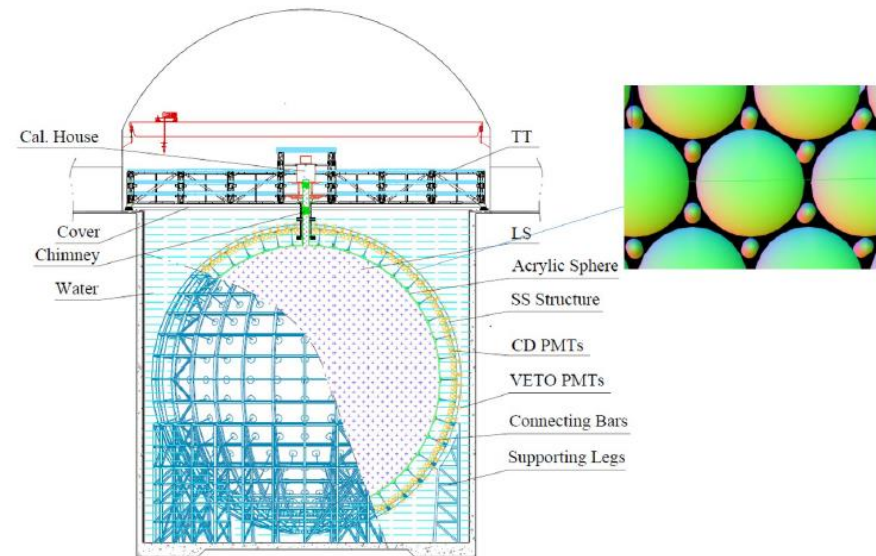 Cal. House
TT
Cover
Chimney
Water
LS
Acrylic Sphere
SS Structure
CD PMTs
VETO PMTs
Connecting Bars
Supporting Legs